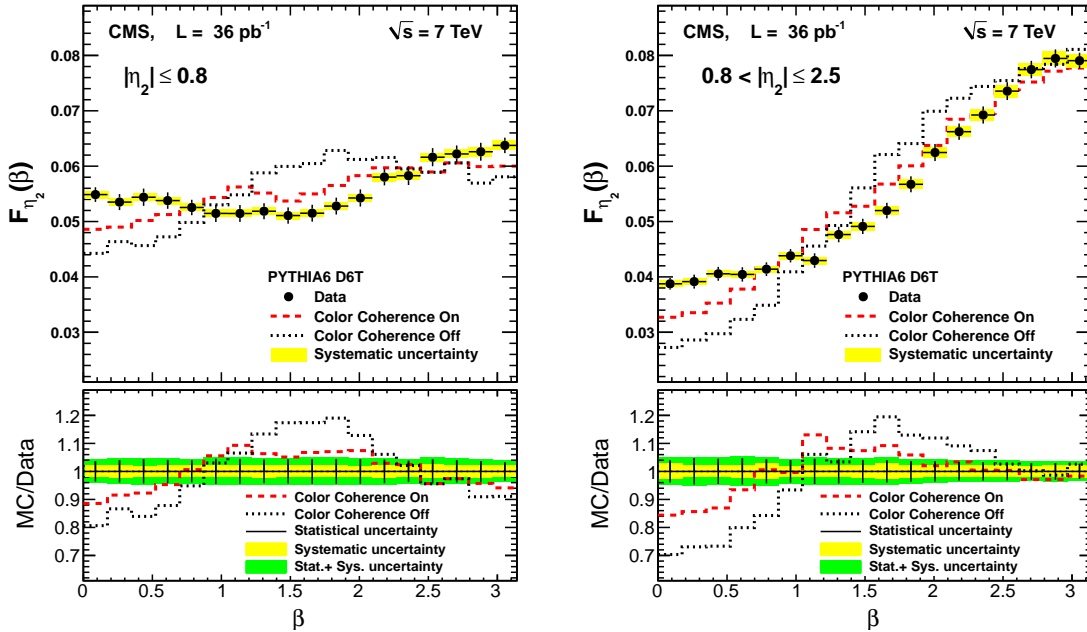 CMS, L = 36 pb⁻¹ √s = 7 TeV
|η₂| ≤ 0.8
F_η₂(β)
0.08
0.07
0.06
0.05
0.04
0.03
PYTHIA6 D6T
Data
Color Coherence On
Color Coherence Off
Systematic uncertainty
MC/Data
1.2
1.1
1
0.9
0.8
0.7
Color Coherence On
Color Coherence Off
Statistical uncertainty
Systematic uncertainty
Stat.+ Sys. uncertainty
0 0.5 1 1.5 2 2.5 3
β
CMS, L = 36 pb⁻¹ √s = 7 TeV
0.8 < |η₂| ≤ 2.5
F_η₂(β)
0.08
0.07
0.06
0.05
0.04
0.03
PYTHIA6 D6T
Data
Color Coherence On
Color Coherence Off
Systematic uncertainty
MC/Data
1.2
1.1
1
0.9
0.8
0.7
Color Coherence On
Color Coherence Off
Statistical uncertainty
Systematic uncertainty
Stat.+ Sys. uncertainty
0 0.5 1 1.5 2 2.5 3
β